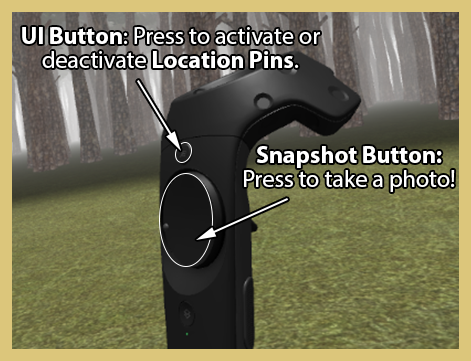 UI Button: Press to activate or
deactivate Location Pins.
Snapshot Button:
Press to take a photo!